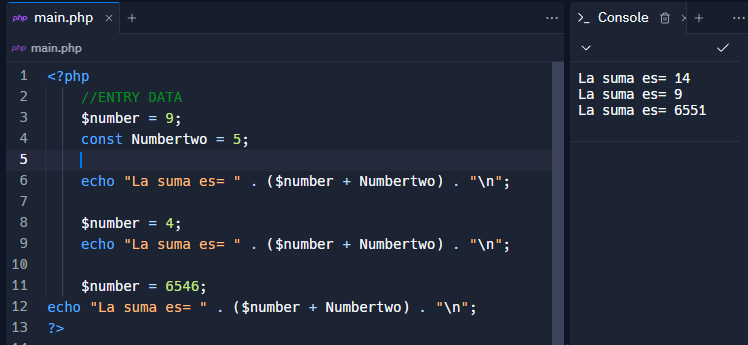 php main.php × +
php main.php
1 <?php
2 //ENTRY DATA
3 $number = 9;
4 const Numbertwo = 5;
5
6 echo "La suma es= " . ($number + Numbertwo) . "\n";
7
8 $number = 4;
9 echo "La suma es= " . ($number + Numbertwo) . "\n";
10
11 $number = 6546;
12 echo "La suma es= " . ($number + Numbertwo) . "\n";
13 ?>
>_ Console × +
La suma es= 14
La suma es= 9
La suma es= 6551